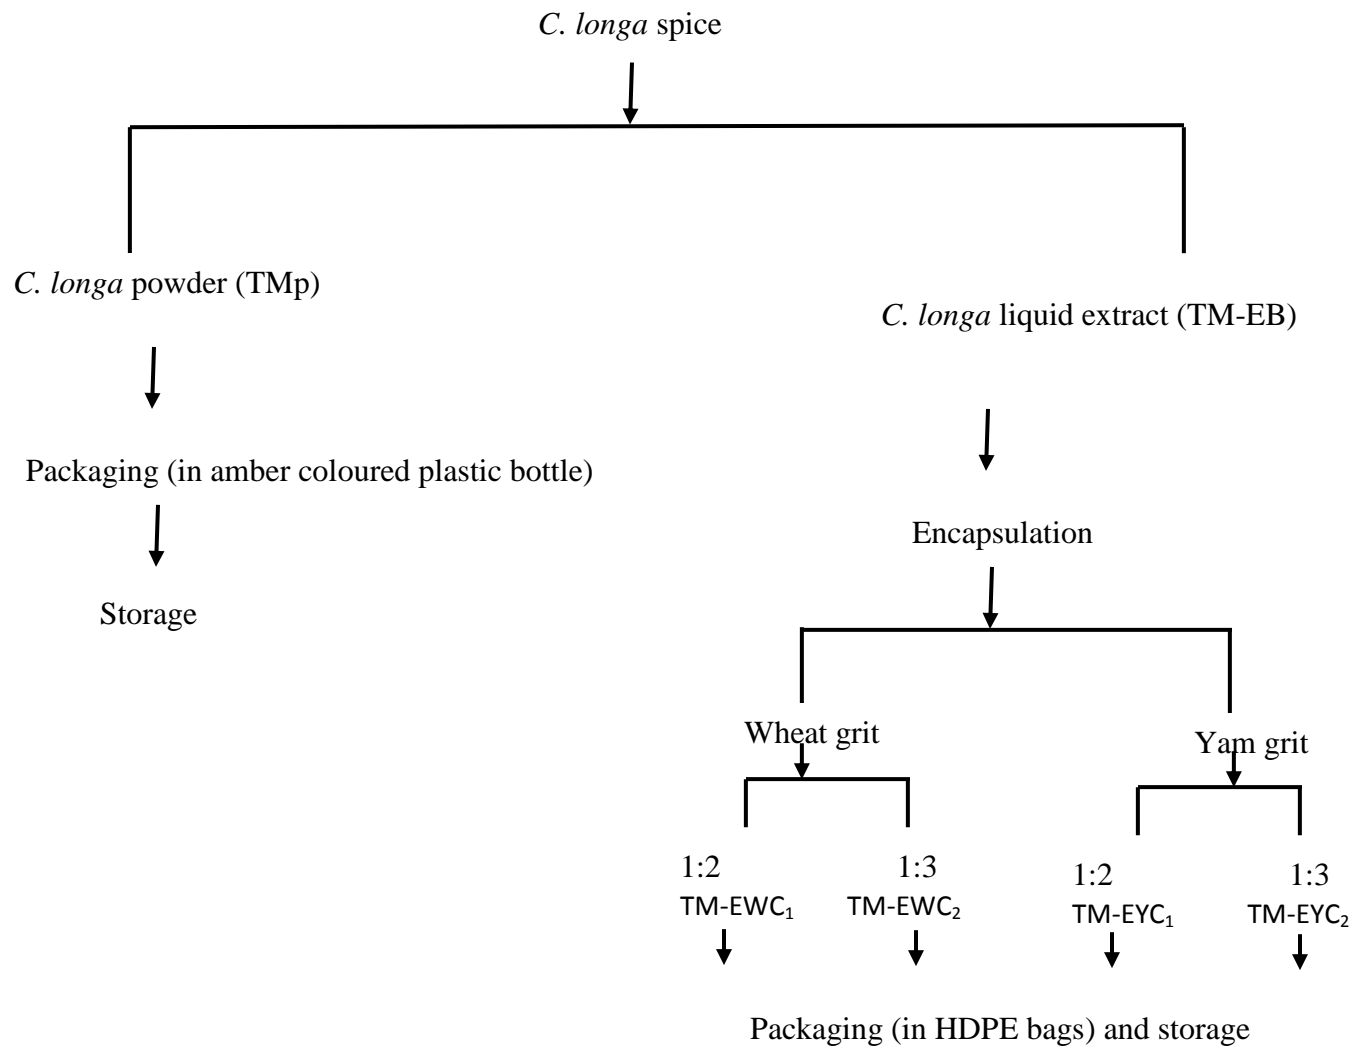 C. longa spice
C. longa powder (TMp)
C. longa liquid extract (TM-EB)
Packaging (in amber coloured plastic bottle)
Encapsulation
Storage
Wheat grit
Yam grit
1:2
1:3
1:2
1:3
TM-EWC₁
TM-EWC₂
TM-EYC₁
TM-EYC₂
Packaging (in HDPE bags) and storage